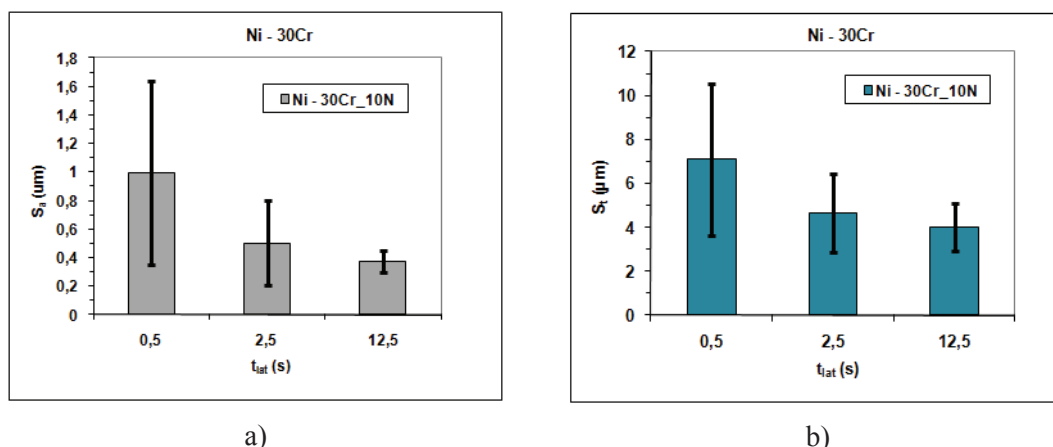 Ni - 30Cr
1,8
1,6
1,4
1,2
1
0,8
0,6
0,4
0,2
0
Sa (um)
Ni - 30Cr_10N
0,5 2,5 12,5
tlat (s)
a)
Ni - 30Cr
12
10
8
6
4
2
0
St (µm)
Ni - 30Cr_10N
0,5 2,5 12,5
tlat (s)
b)